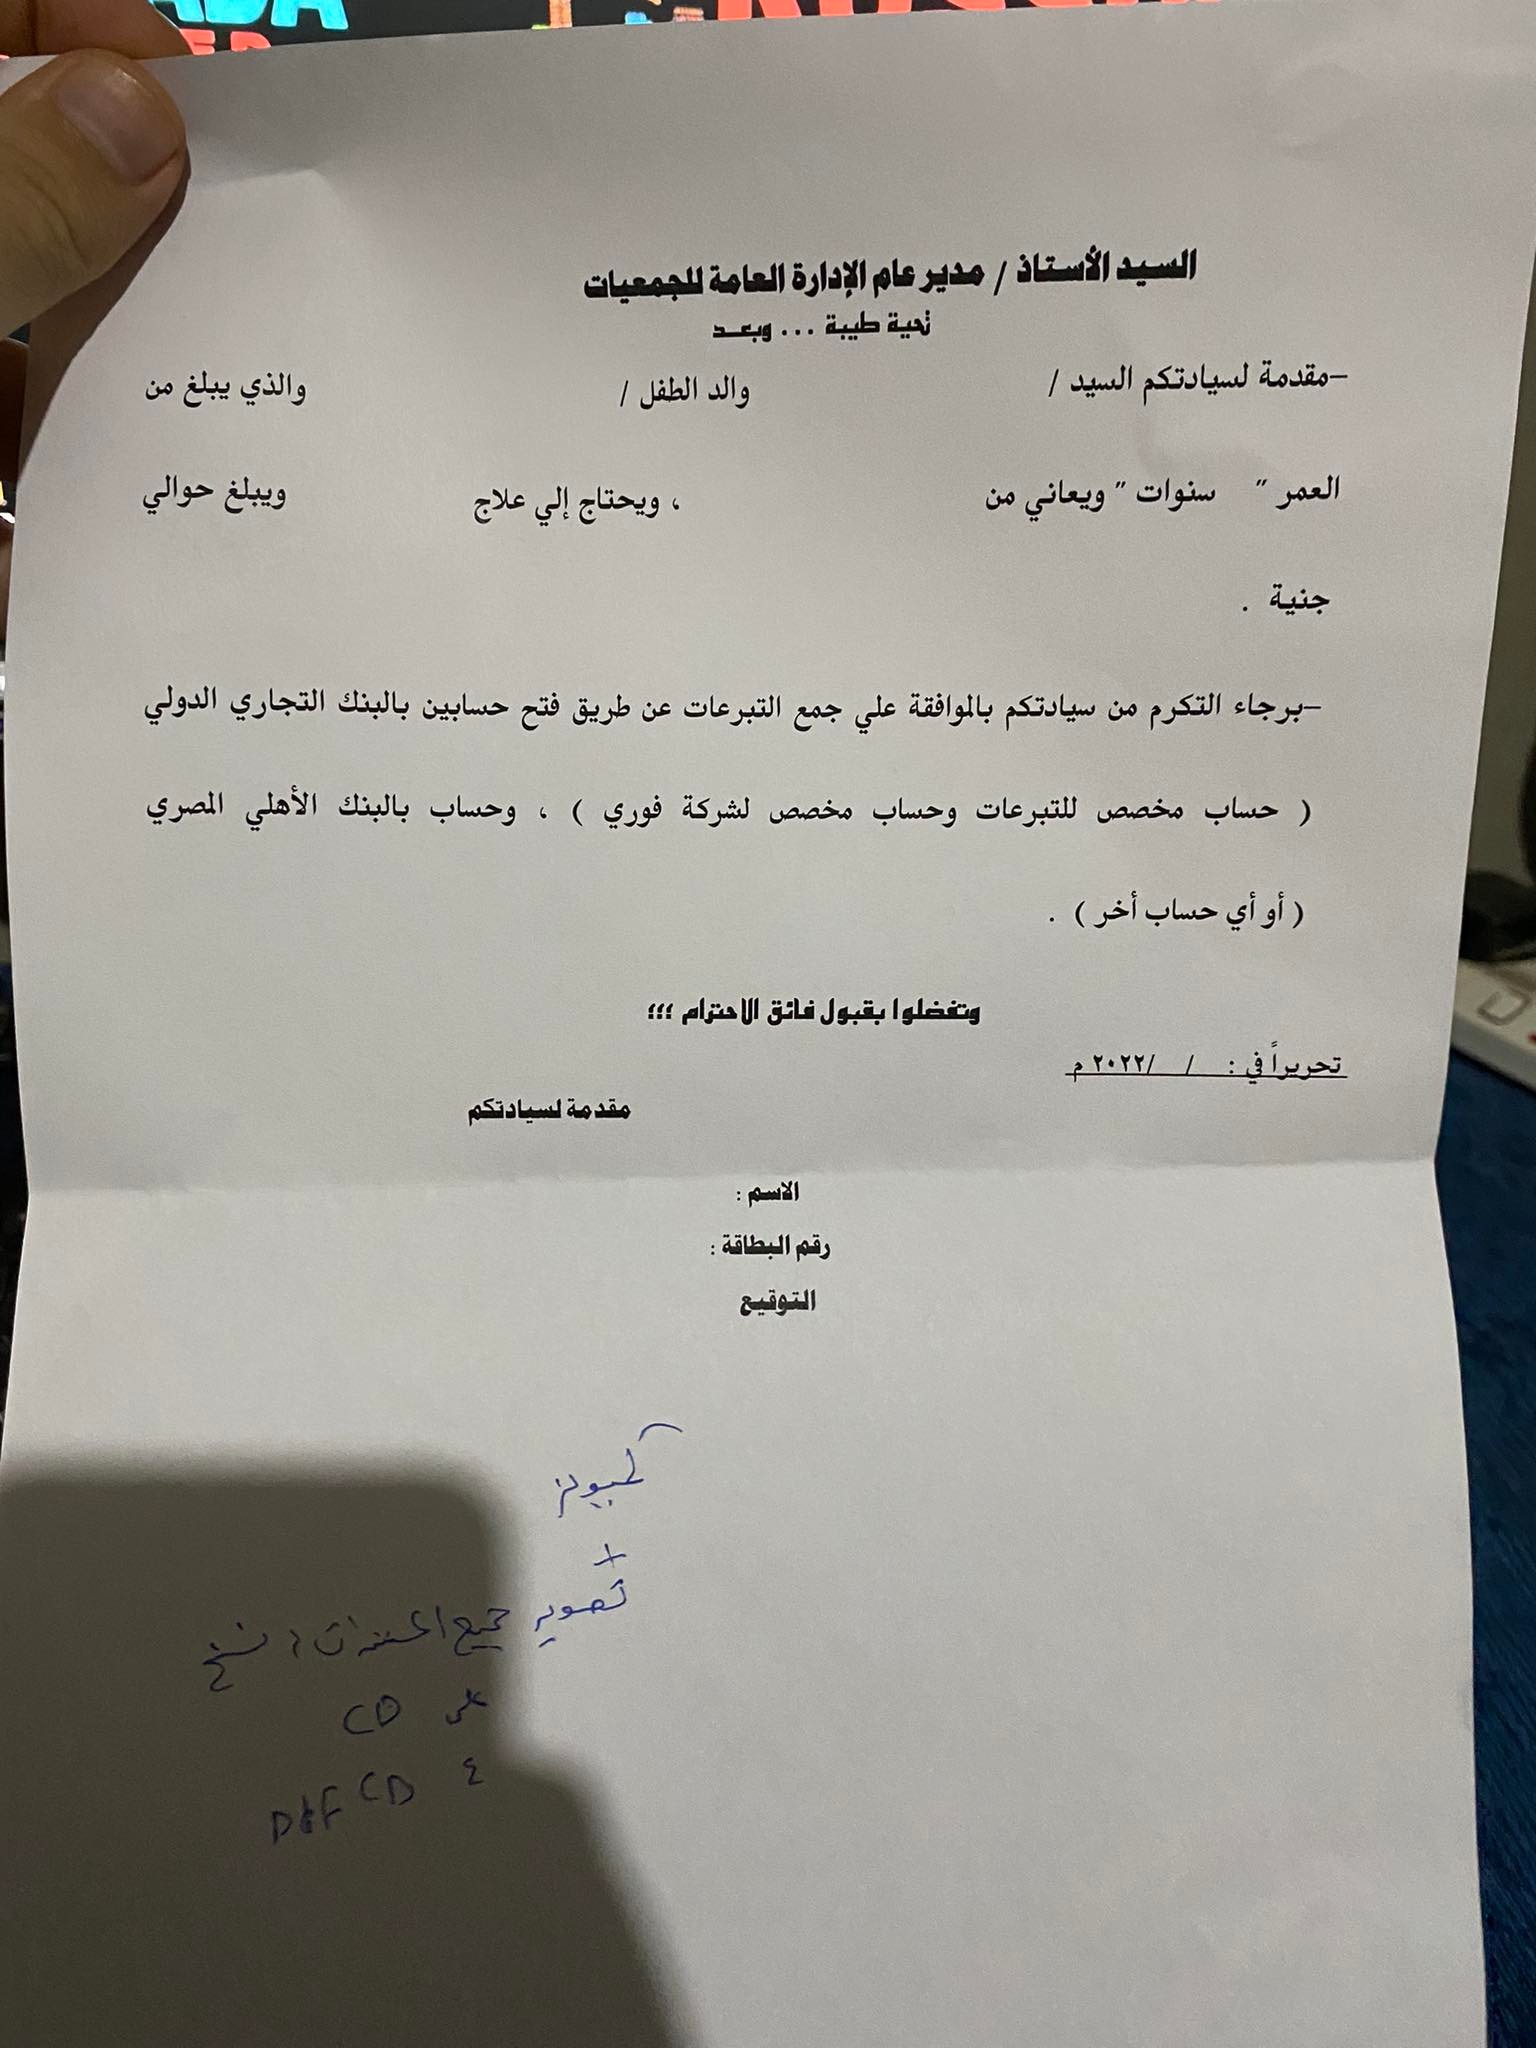 السيد الأستاذ / مدير عام الإدارة العامة للجمعيات
تحية طيبة ... وبعد
-مقدمة لسيادتكم السيد / والد الطفل / والذي يبلغ من
العمر " سنوات " ويعاني من ، ويحتاج إلي علاج ويبلغ حوالي
جنية .
-برجاء التكرم من سيادتكم بالموافقة علي جمع التبرعات عن طريق فتح حسابين بالبنك التجاري الدولي
( حساب مخصص للتبرعات وحساب مخصص لشركة فوري ) ، وحساب بالبنك الأهلي المصري
( أو أي حساب أخر ) .
وتفضلوا بقبول فائق الاحترام ؛؛؛
تحريراً في : / /٢٠٢٢ م
مقدمة لسيادتكم
الاسم :
رقم البطاقة :
التوقيع
+
تصوير جميع المستندات نسخ
على CD
٤ CD PDF